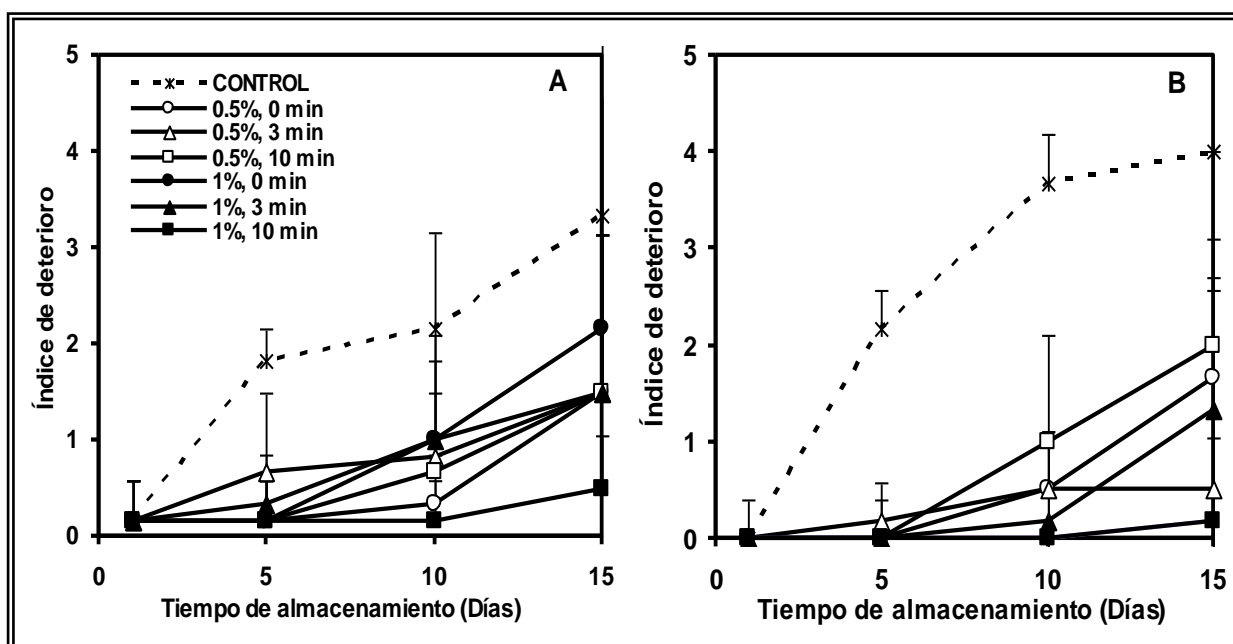 A
Índice de deterioro
5
4
3
2
1
0
CONTROL
0.5%, 0 min
0.5%, 3 min
0.5%, 10 min
1%, 0 min
1%, 3 min
1%, 10 min
0 5 10 15
Tiempo de almacenamiento (Días)
B
Índice de deterioro
5
4
3
2
1
0
0 5 10 15
Tiempo de almacenamiento (Días)